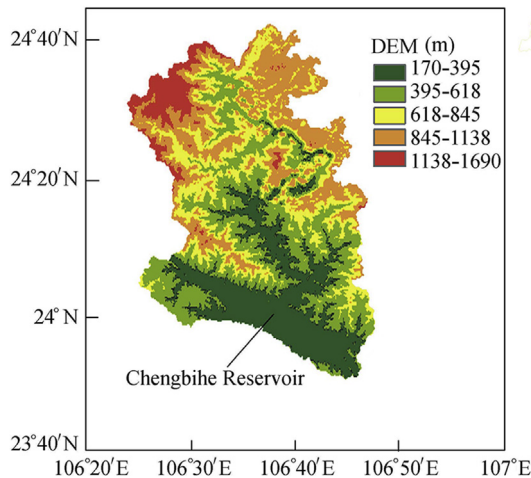 24°40′N
DEM (m)
170-395
395-618
618-845
845-1138
1138-1690
24°20′N
24°N
Chengbihe Reservoir
23°40′N
106°20′E 106°30′E 106°40′E 106°50′E 107°E